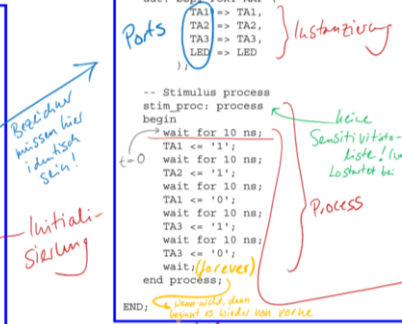 TA1 => TA1,
TA2 => TA2,
TA3 => TA3,
LED => LED
);
Ports
Instanzierung
-- Stimulus process
stim_proc: process
begin
wait for 10 ns;
TA1 <= '1';
wait for 10 ns;
TA2 <= '1';
wait for 10 ns;
TA1 <= '0';
wait for 10 ns;
TA3 <= '1';
wait for 10 ns;
TA3 <= '0';
wait; (forever)
end process;
END;
wenn nicht, dann
beginnt es wieder von vorne
t=0
Bezeichner
müssen hier
identisch
sein!
Initiali-
sierung
keine
Sensitivitäts-
liste!
startet bei
Process